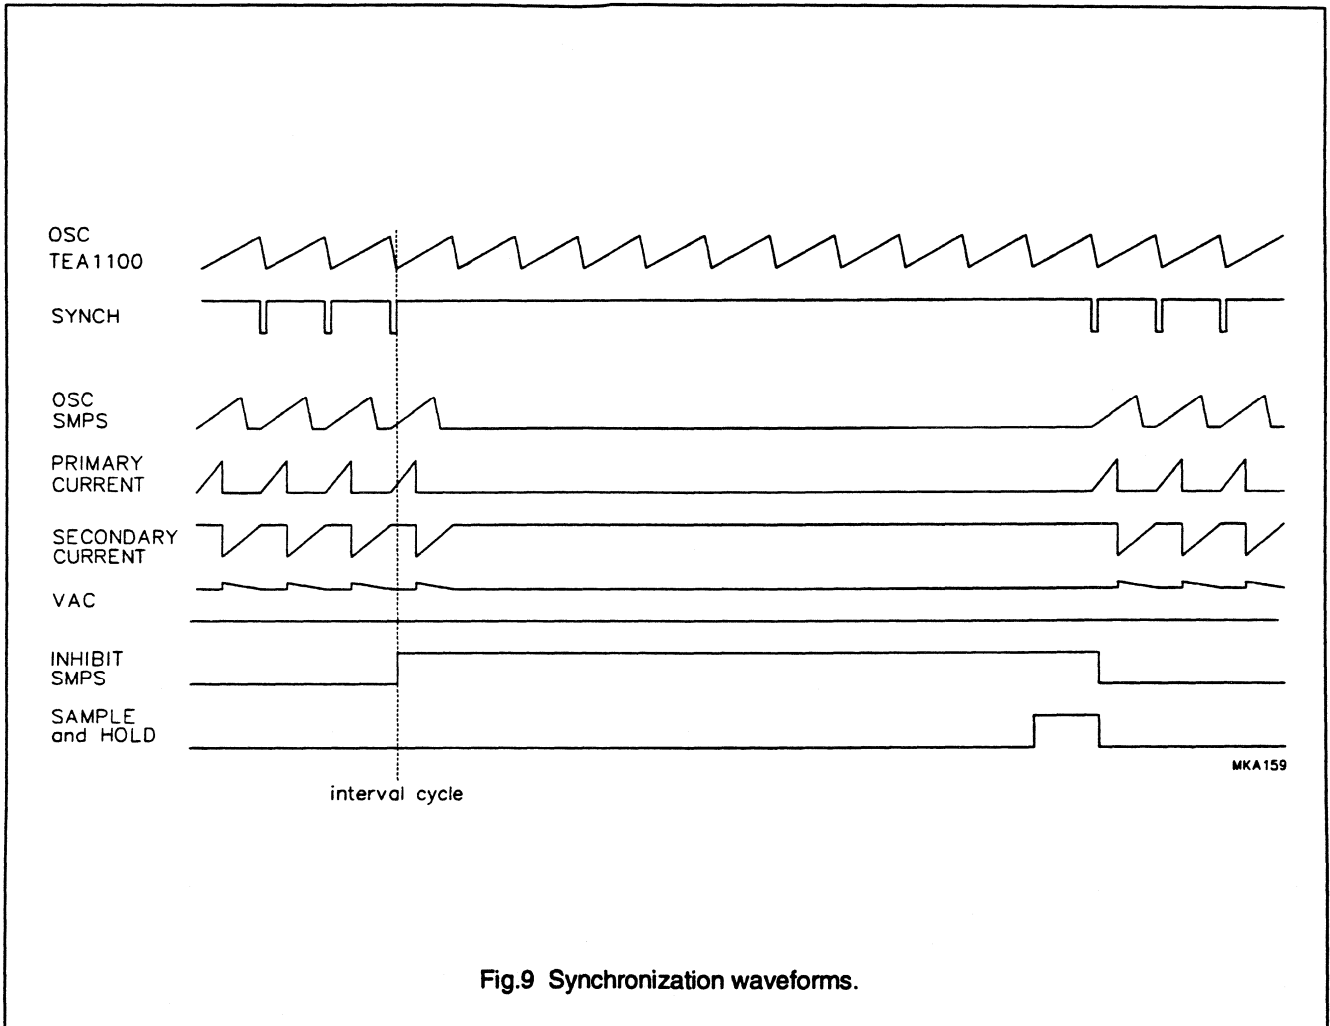 OSC
TEA1100
SYNCH
OSC
SMPS
PRIMARY
CURRENT
SECONDARY
CURRENT
VAC
INHIBIT
SMPS
SAMPLE
and HOLD
MKA159
interval cycle
Fig.9 Synchronization waveforms.